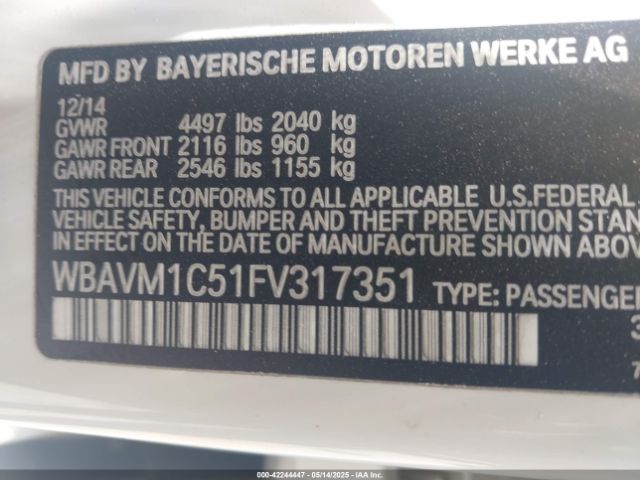 MFD BY BAYERISCHE MOTOREN WERKE AG
12/14
GVWR 4497 lbs 2040 kg
GAWR FRONT 2116 lbs 960 kg
GAWR REAR 2546 lbs 1155 kg
THIS VEHICLE CONFORMS TO ALL APPLICABLE U.S.FEDERAL
VEHICLE SAFETY, BUMPER AND THEFT PREVENTION STAN
IN EFFECT ON THE DATE OF MANUFACTURE SHOWN ABOV
WBAVM1C51FV317351 TYPE: PASSENGE
000-42244447 - 05/14/2025 - IAAI.COM